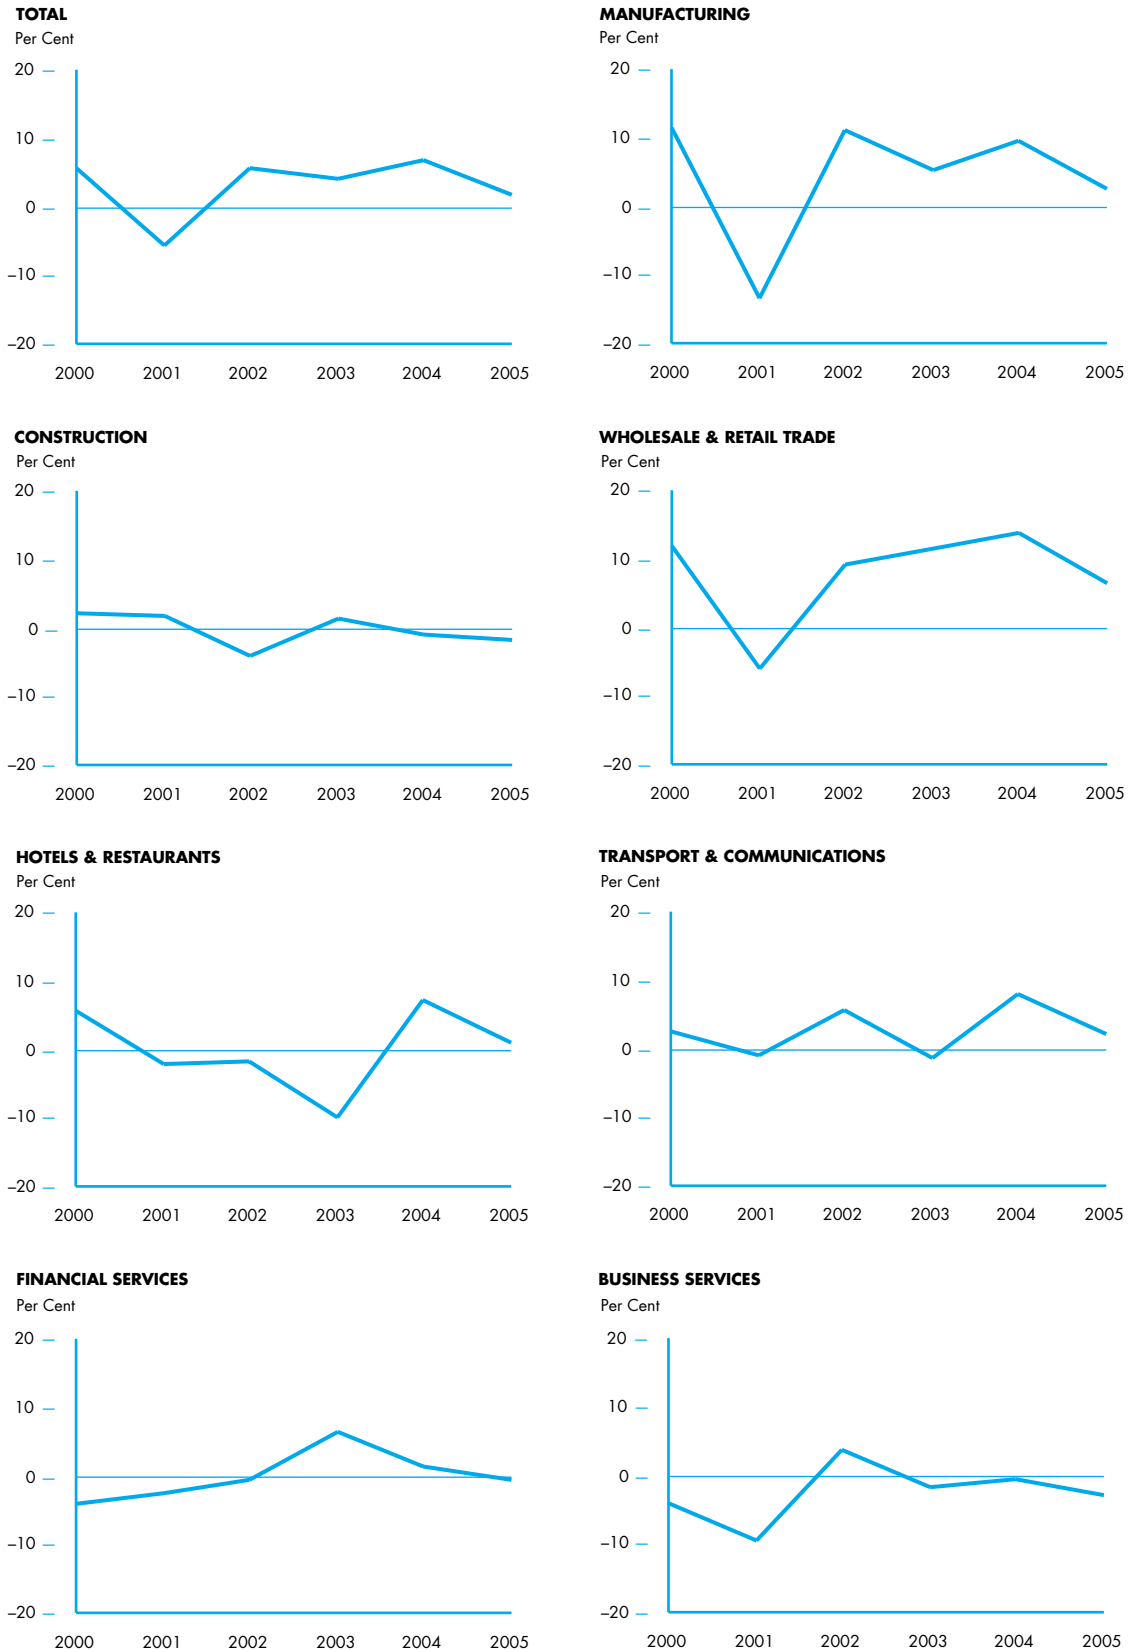 TOTAL
Per Cent
20
10
0
–10
–20
2000 2001 2002 2003 2004 2005
MANUFACTURING
Per Cent
20
10
0
–10
–20
2000 2001 2002 2003 2004 2005
CONSTRUCTION
Per Cent
20
10
0
–10
–20
2000 2001 2002 2003 2004 2005
WHOLESALE & RETAIL TRADE
Per Cent
20
10
0
–10
–20
2000 2001 2002 2003 2004 2005
HOTELS & RESTAURANTS
Per Cent
20
10
0
–10
–20
2000 2001 2002 2003 2004 2005
TRANSPORT & COMMUNICATIONS
Per Cent
20
10
0
–10
–20
2000 2001 2002 2003 2004 2005
FINANCIAL SERVICES
Per Cent
20
10
0
–10
–20
2000 2001 2002 2003 2004 2005
BUSINESS SERVICES
Per Cent
20
10
0
–10
–20
2000 2001 2002 2003 2004 2005